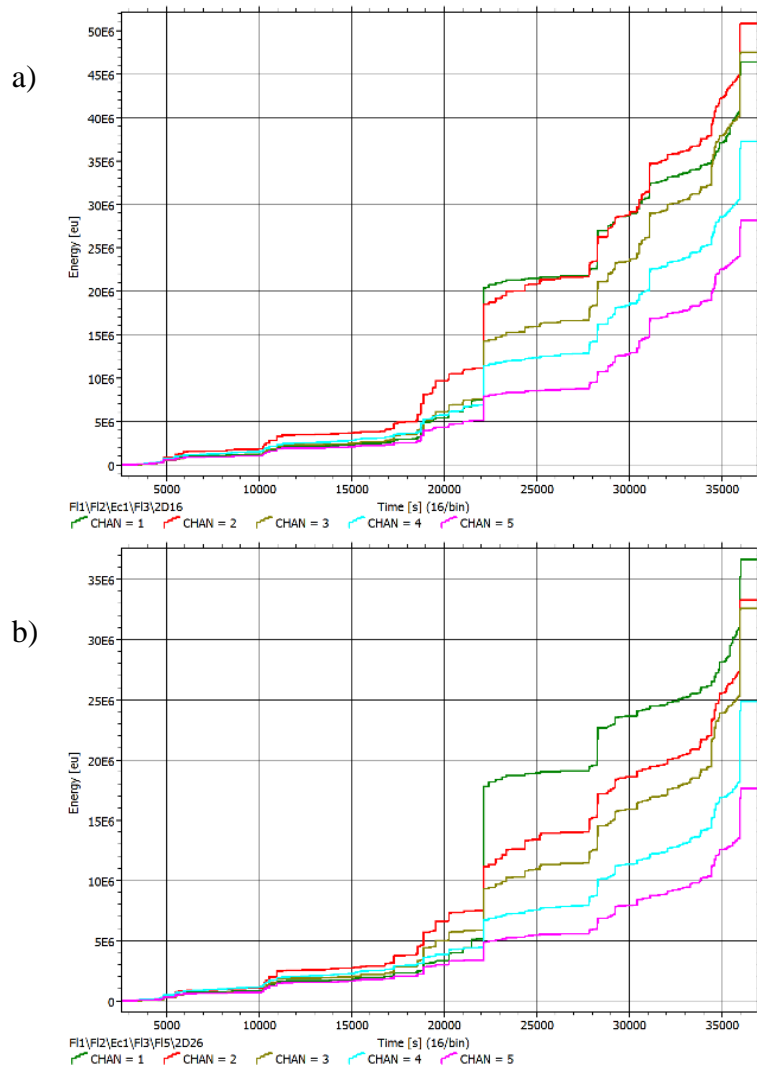 a)
50E6
45E6
40E6
35E6
30E6
25E6
20E6
15E6
10E6
5E6
0
Energy [eu]
5000 10000 15000 20000 25000 30000 35000
Fl1\Fl2\Ec1\Fl3\2D16 Time [s] (16/bin)
CHAN = 1 CHAN = 2 CHAN = 3 CHAN = 4 CHAN = 5
b)
35E6
30E6
25E6
20E6
15E6
10E6
5E6
0
Energy [eu]
5000 10000 15000 20000 25000 30000 35000
Fl1\Fl2\Ec1\Fl3\Fl5\2D26 Time [s] (16/bin)
CHAN = 1 CHAN = 2 CHAN = 3 CHAN = 4 CHAN = 5